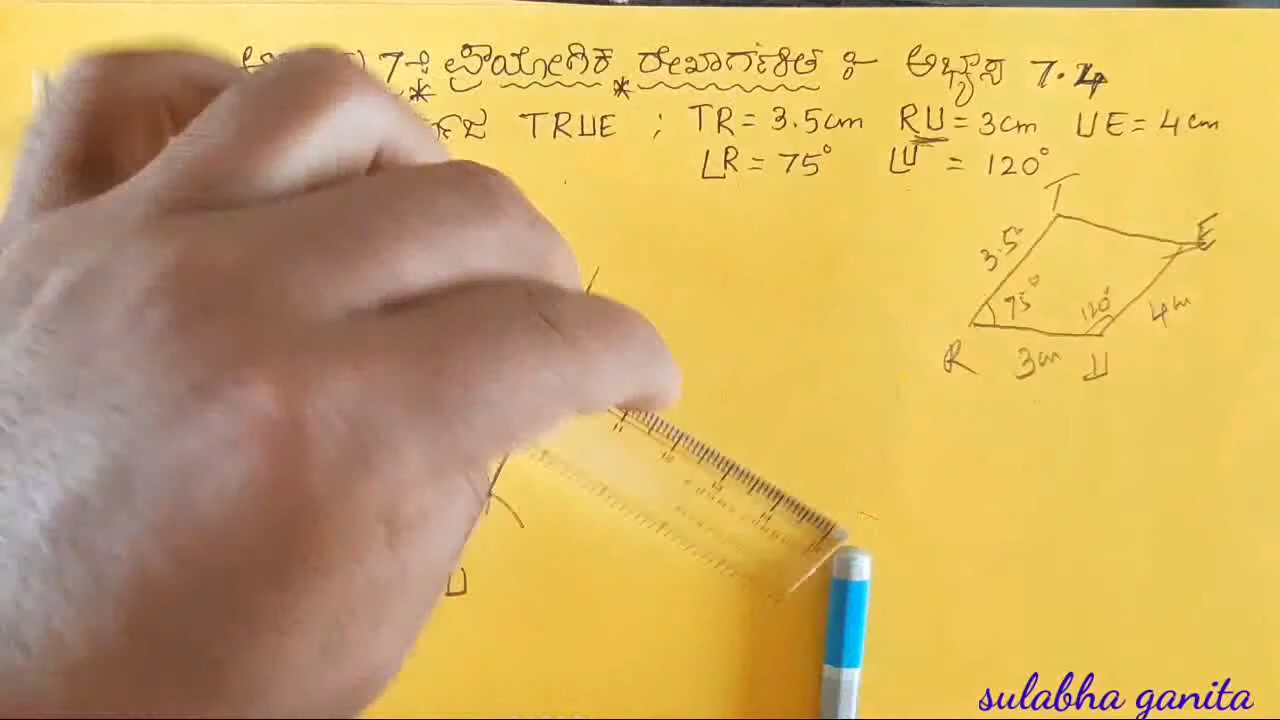 7 ಪ್ರಾಯೋಗಿಕ ರೇಖಾಗಣಿತ :- ಅಭ್ಯಾಸ 7.4
TRUE ; TR = 3.5cm RU = 3cm UE = 4cm
∠R = 75° ∠U = 120°
T
E
3.5
75°
120°
4cm
R
3cm
U
U
sulabha ganita